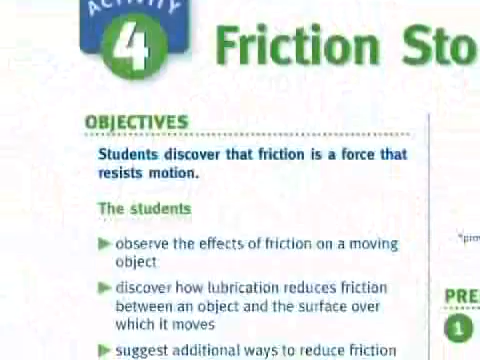 ACTIVITY
4
Friction Sto
OBJECTIVES
Students discover that friction is a force that
resists motion.
The students
observe the effects of friction on a moving
object
discover how lubrication reduces friction
between an object and the surface over
which it moves
suggest additional ways to reduce friction
*prov
PRE
1